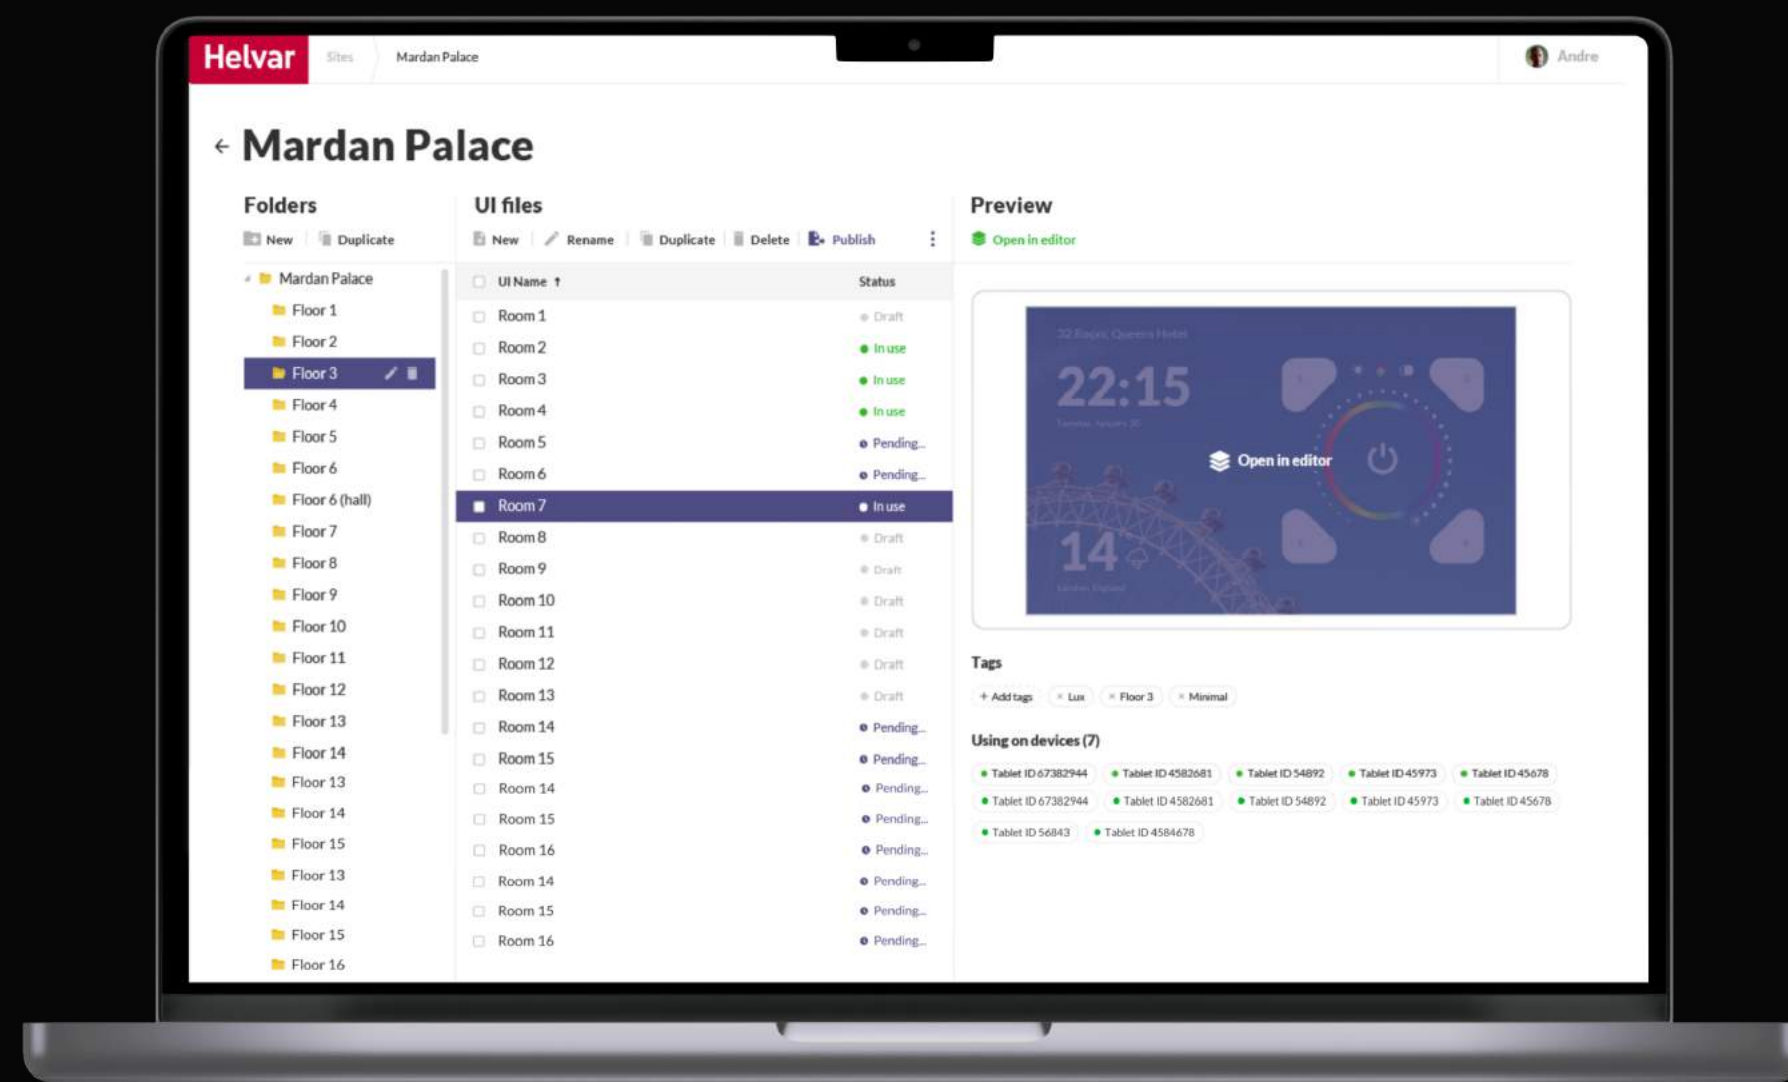 Helvar
Sites
Mardan Palace
Andre
← Mardan Palace
Folders
New
Duplicate
Mardan Palace
Floor 1
Floor 2
Floor 3
Floor 4
Floor 5
Floor 6
Floor 6 (hall)
Floor 7
Floor 8
Floor 9
Floor 10
Floor 11
Floor 12
Floor 13
Floor 14
Floor 13
Floor 14
Floor 15
Floor 13
Floor 14
Floor 15
Floor 16
UI files
New
Rename
Duplicate
Delete
Publish
UI Name ↑ Status
Room 1 Draft
Room 2 In use
Room 3 In use
Room 4 In use
Room 5 Pending...
Room 6 Pending...
Room 7 In use
Room 8 Draft
Room 9 Draft
Room 10 Draft
Room 11 Draft
Room 12 Draft
Room 13 Draft
Room 14 Pending...
Room 15 Pending...
Room 14 Pending...
Room 15 Pending...
Room 16 Pending...
Room 14 Pending...
Room 15 Pending...
Room 16 Pending...
Preview
Open in editor
Queens Hotel
22:15
Open in editor
14
Tags
+ Add tags × Lux × Floor 3 × Minimal
Using on devices (7)
Tablet ID 67382944 Tablet ID 4582681 Tablet ID 54892 Tablet ID 45973 Tablet ID 45678
Tablet ID 67382944 Tablet ID 4582681 Tablet ID 54892 Tablet ID 45973 Tablet ID 45678
Tablet ID 56843 Tablet ID 4584678